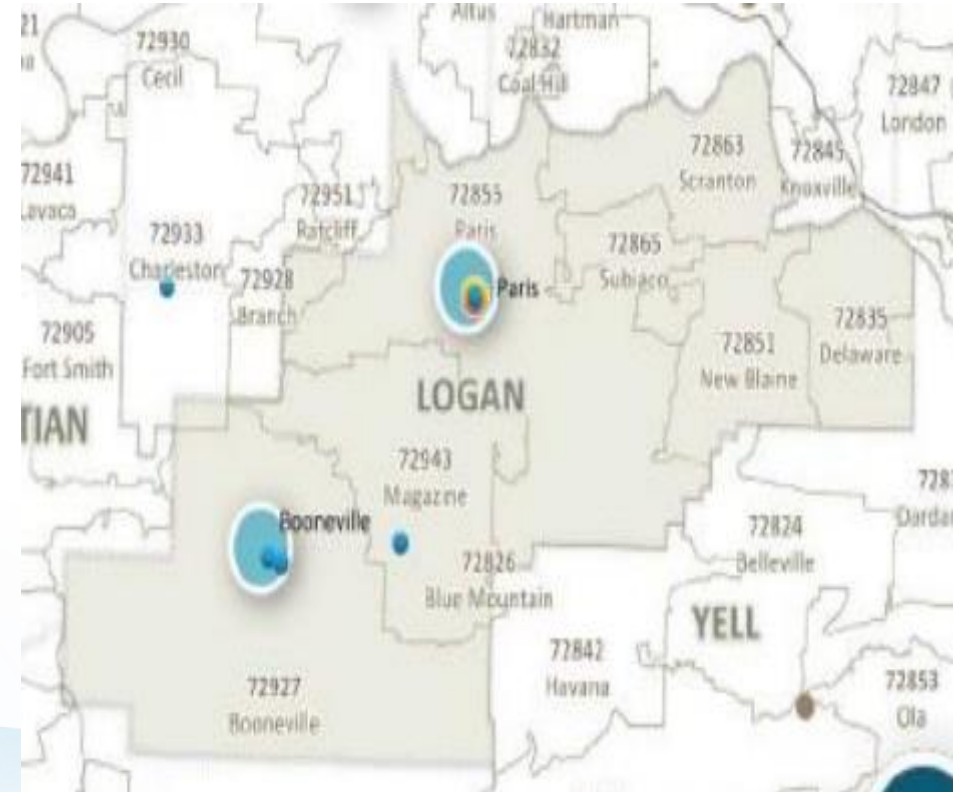 Altus
Hartman
21
72930
Cecil
72832
Coal Hill
72847
London
72863
Scranton
72845
Knoxville
72941
Lavaca
72951
Ratcliff
72855
Paris
72933
Charleston
72865
Subiaco
72928
Branch
Paris
72905
Fort Smith
72835
Delaware
72851
New Blaine
LOGAN
TIAN
72943
Magazine
Booneville
72824
Belleville
72826
Blue Mountain
YELL
72842
Havana
72853
Ola
72927
Booneville